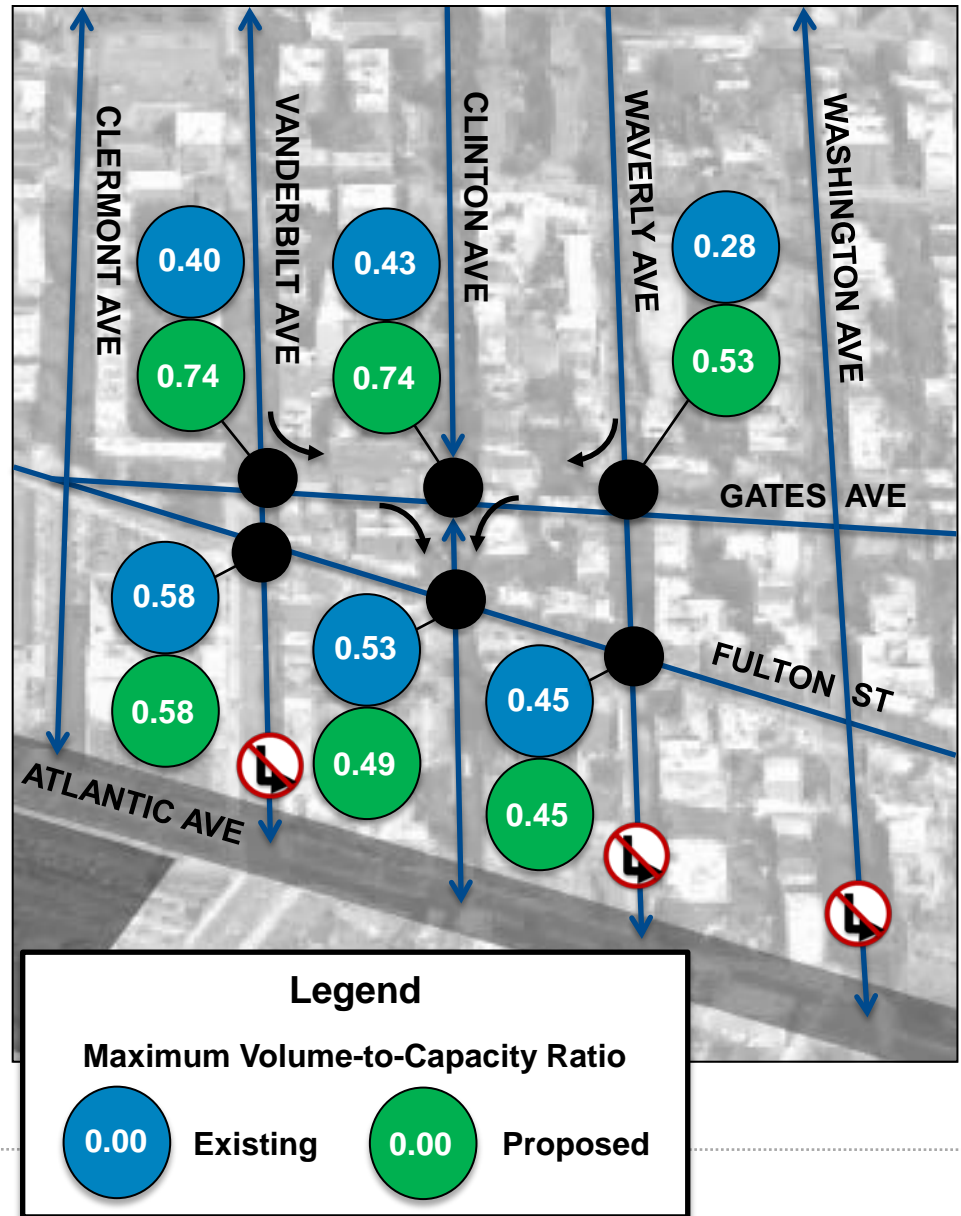 CLERMONT AVE
VANDERBILT AVE
CLINTON AVE
WAVERLY AVE
WASHINGTON AVE
0.40
0.74
0.43
0.74
0.28
0.53
GATES AVE
0.58
0.58
0.53
0.49
0.45
0.45
FULTON ST
ATLANTIC AVE
Legend
Maximum Volume-to-Capacity Ratio
0.00 Existing 0.00 Proposed